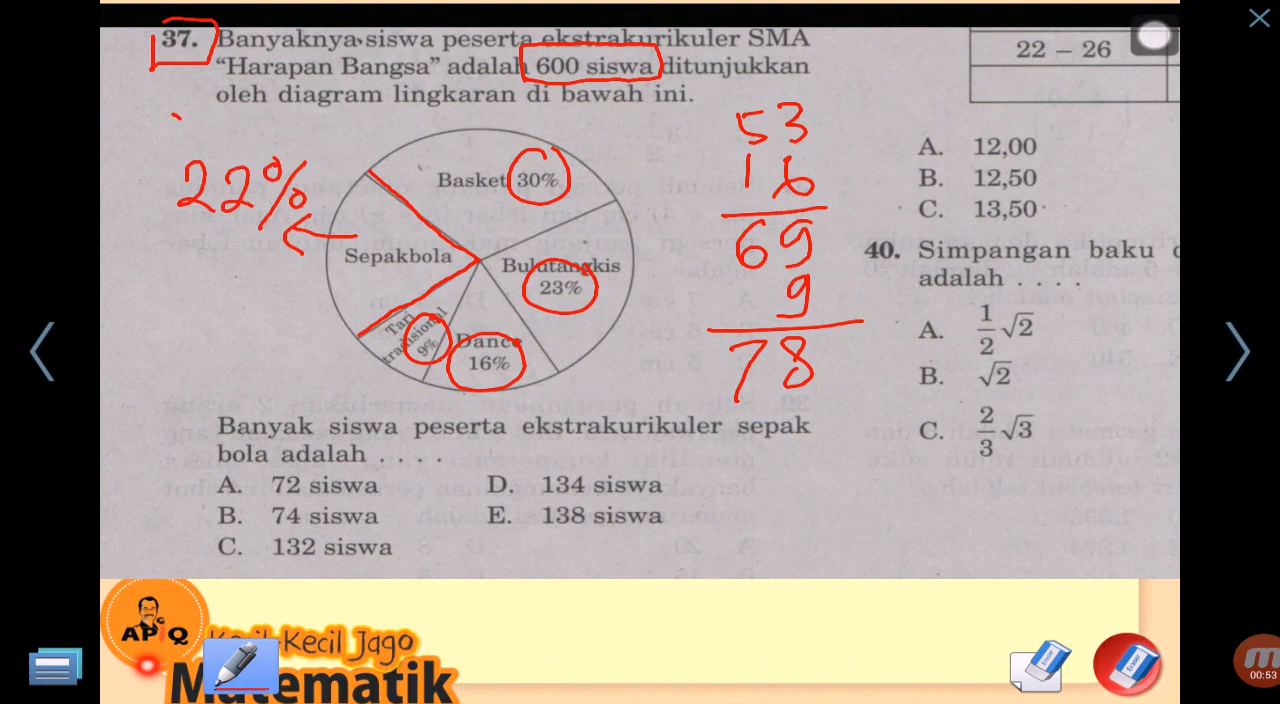 37. Banyaknya siswa peserta ekstrakurikuler SMA
“Harapan Bangsa” adalah 600 siswa ditunjukkan
oleh diagram lingkaran di bawah ini.
22%
Basket 30%
Sepakbola
Bulutangkis
23%
Tari
tradisional
9%
Dance
16%
53
16
69
9
78
Banyak siswa peserta ekstrakurikuler sepak
bola adalah . . . .
A. 72 siswa
B. 74 siswa
C. 132 siswa
D. 134 siswa
E. 138 siswa
22 – 26
A. 12,00
B. 12,50
C. 13,50
40. Simpangan baku
adalah . . . .
A. 1/2 √2
B. √2
C. 2/3 √3
APIQ
Kecil-Kecil Jago
Matematik
Eraser
Eraser
00:53